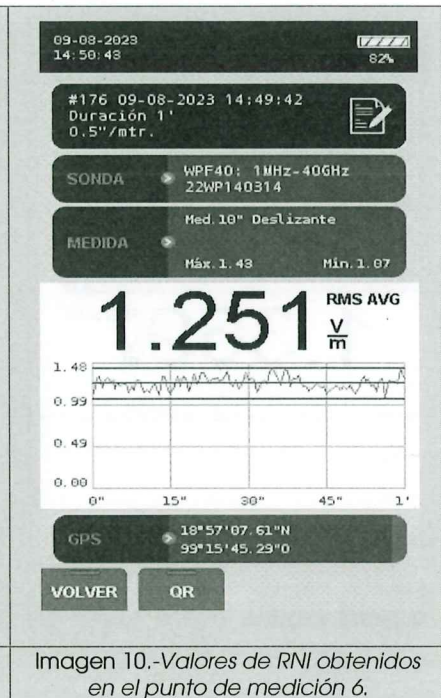 09-08-2023
14:50:43
82%
#176 09-08-2023 14:49:42
Duración 1'
0.5"/mtr.
SONDA
WPF40: 1MHz-40GHz
22WP140314
MEDIDA
Med.10" Deslizante
Máx.1.43 Min.1.07
1.251 RMS AVG
V/m
1.48
0.99
0.49
0.00
0" 15" 30" 45" 1'
GPS
18°57'07.61"N
99°15'45.29"O
VOLVER QR
Imagen 10.-Valores de RNI obtenidos
en el punto de medición 6.